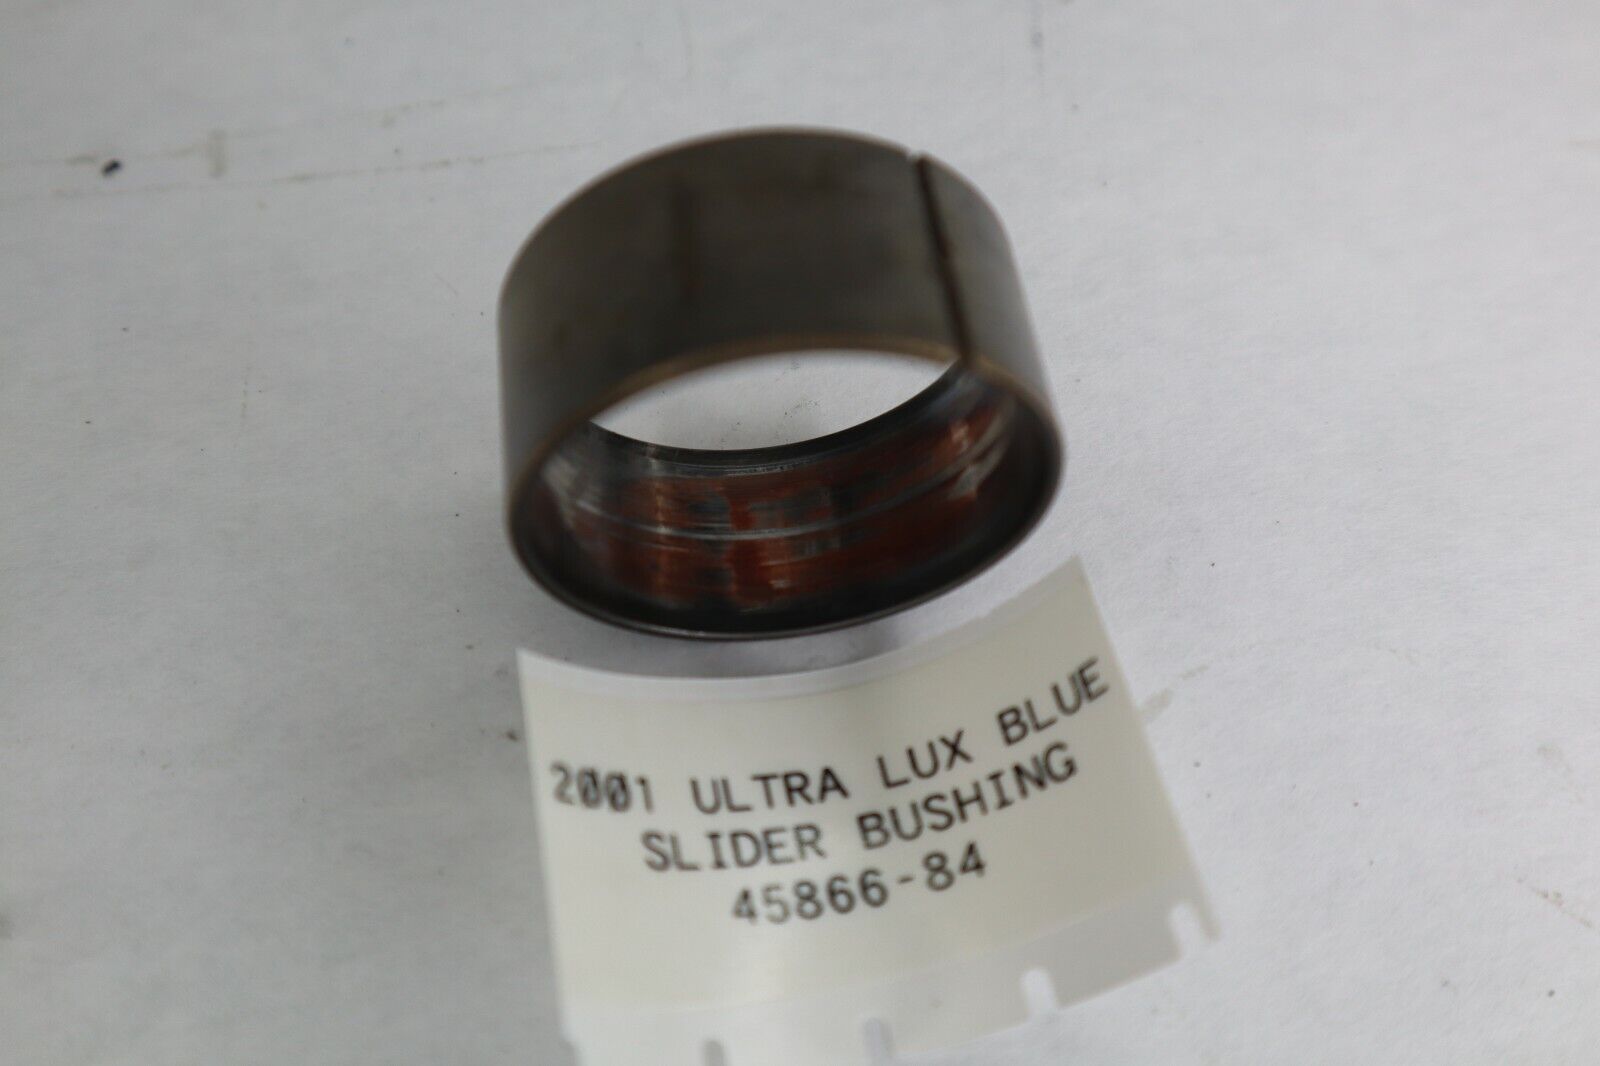 2001 ULTRA LUX BLUE
SLIDER BUSHING
45866-84